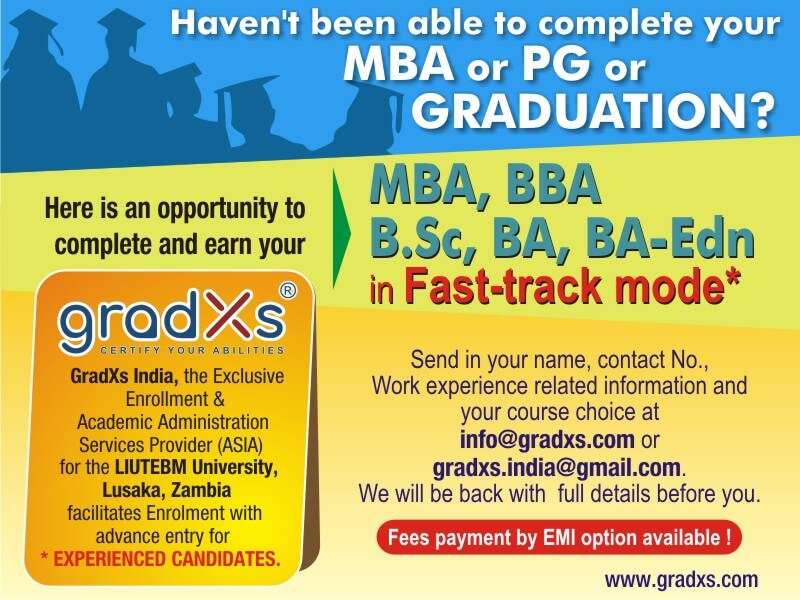 Haven't been able to complete your
MBA or PG or
GRADUATION?
Here is an opportunity to
complete and earn your
MBA, BBA
B.Sc, BA, BA-Edn
in Fast-track mode*
gradXs®
CERTIFY YOUR ABILITIES
GradXs India, the Exclusive
Enrollment &
Academic Administration
Services Provider (ASIA)
for the LIUTEBM University,
Lusaka, Zambia
facilitates Enrolment with
advance entry for
* EXPERIENCED CANDIDATES.
Send in your name, contact No.,
Work experience related information and
your course choice at
info@gradxs.com or
gradxs.india@gmail.com.
We will be back with full details before you.
Fees payment by EMI option available !
www.gradxs.com